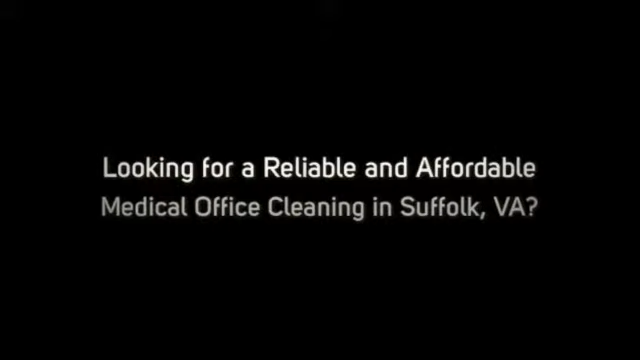 Looking for a Reliable and Affordable
Medical Office Cleaning in Suffolk, VA?